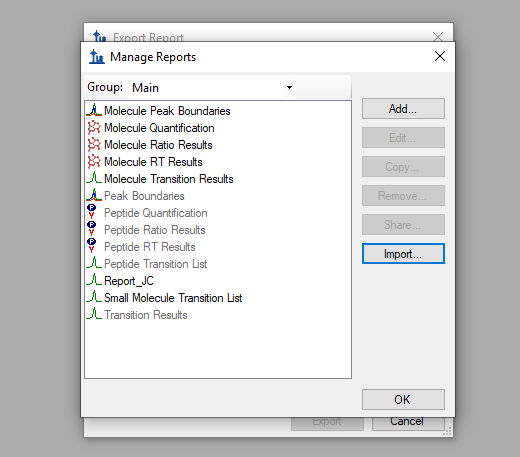 Export Report
Manage Reports
Group: Main
Molecule Peak Boundaries
Molecule Quantification
Molecule Ratio Results
Molecule RT Results
Molecule Transition Results
Peak Boundaries
Peptide Quantification
Peptide Ratio Results
Peptide RT Results
Peptide Transition List
Report_JC
Small Molecule Transition List
Transition Results
Add...
Edit...
Copy...
Remove...
Share...
Import...
OK
Export
Cancel